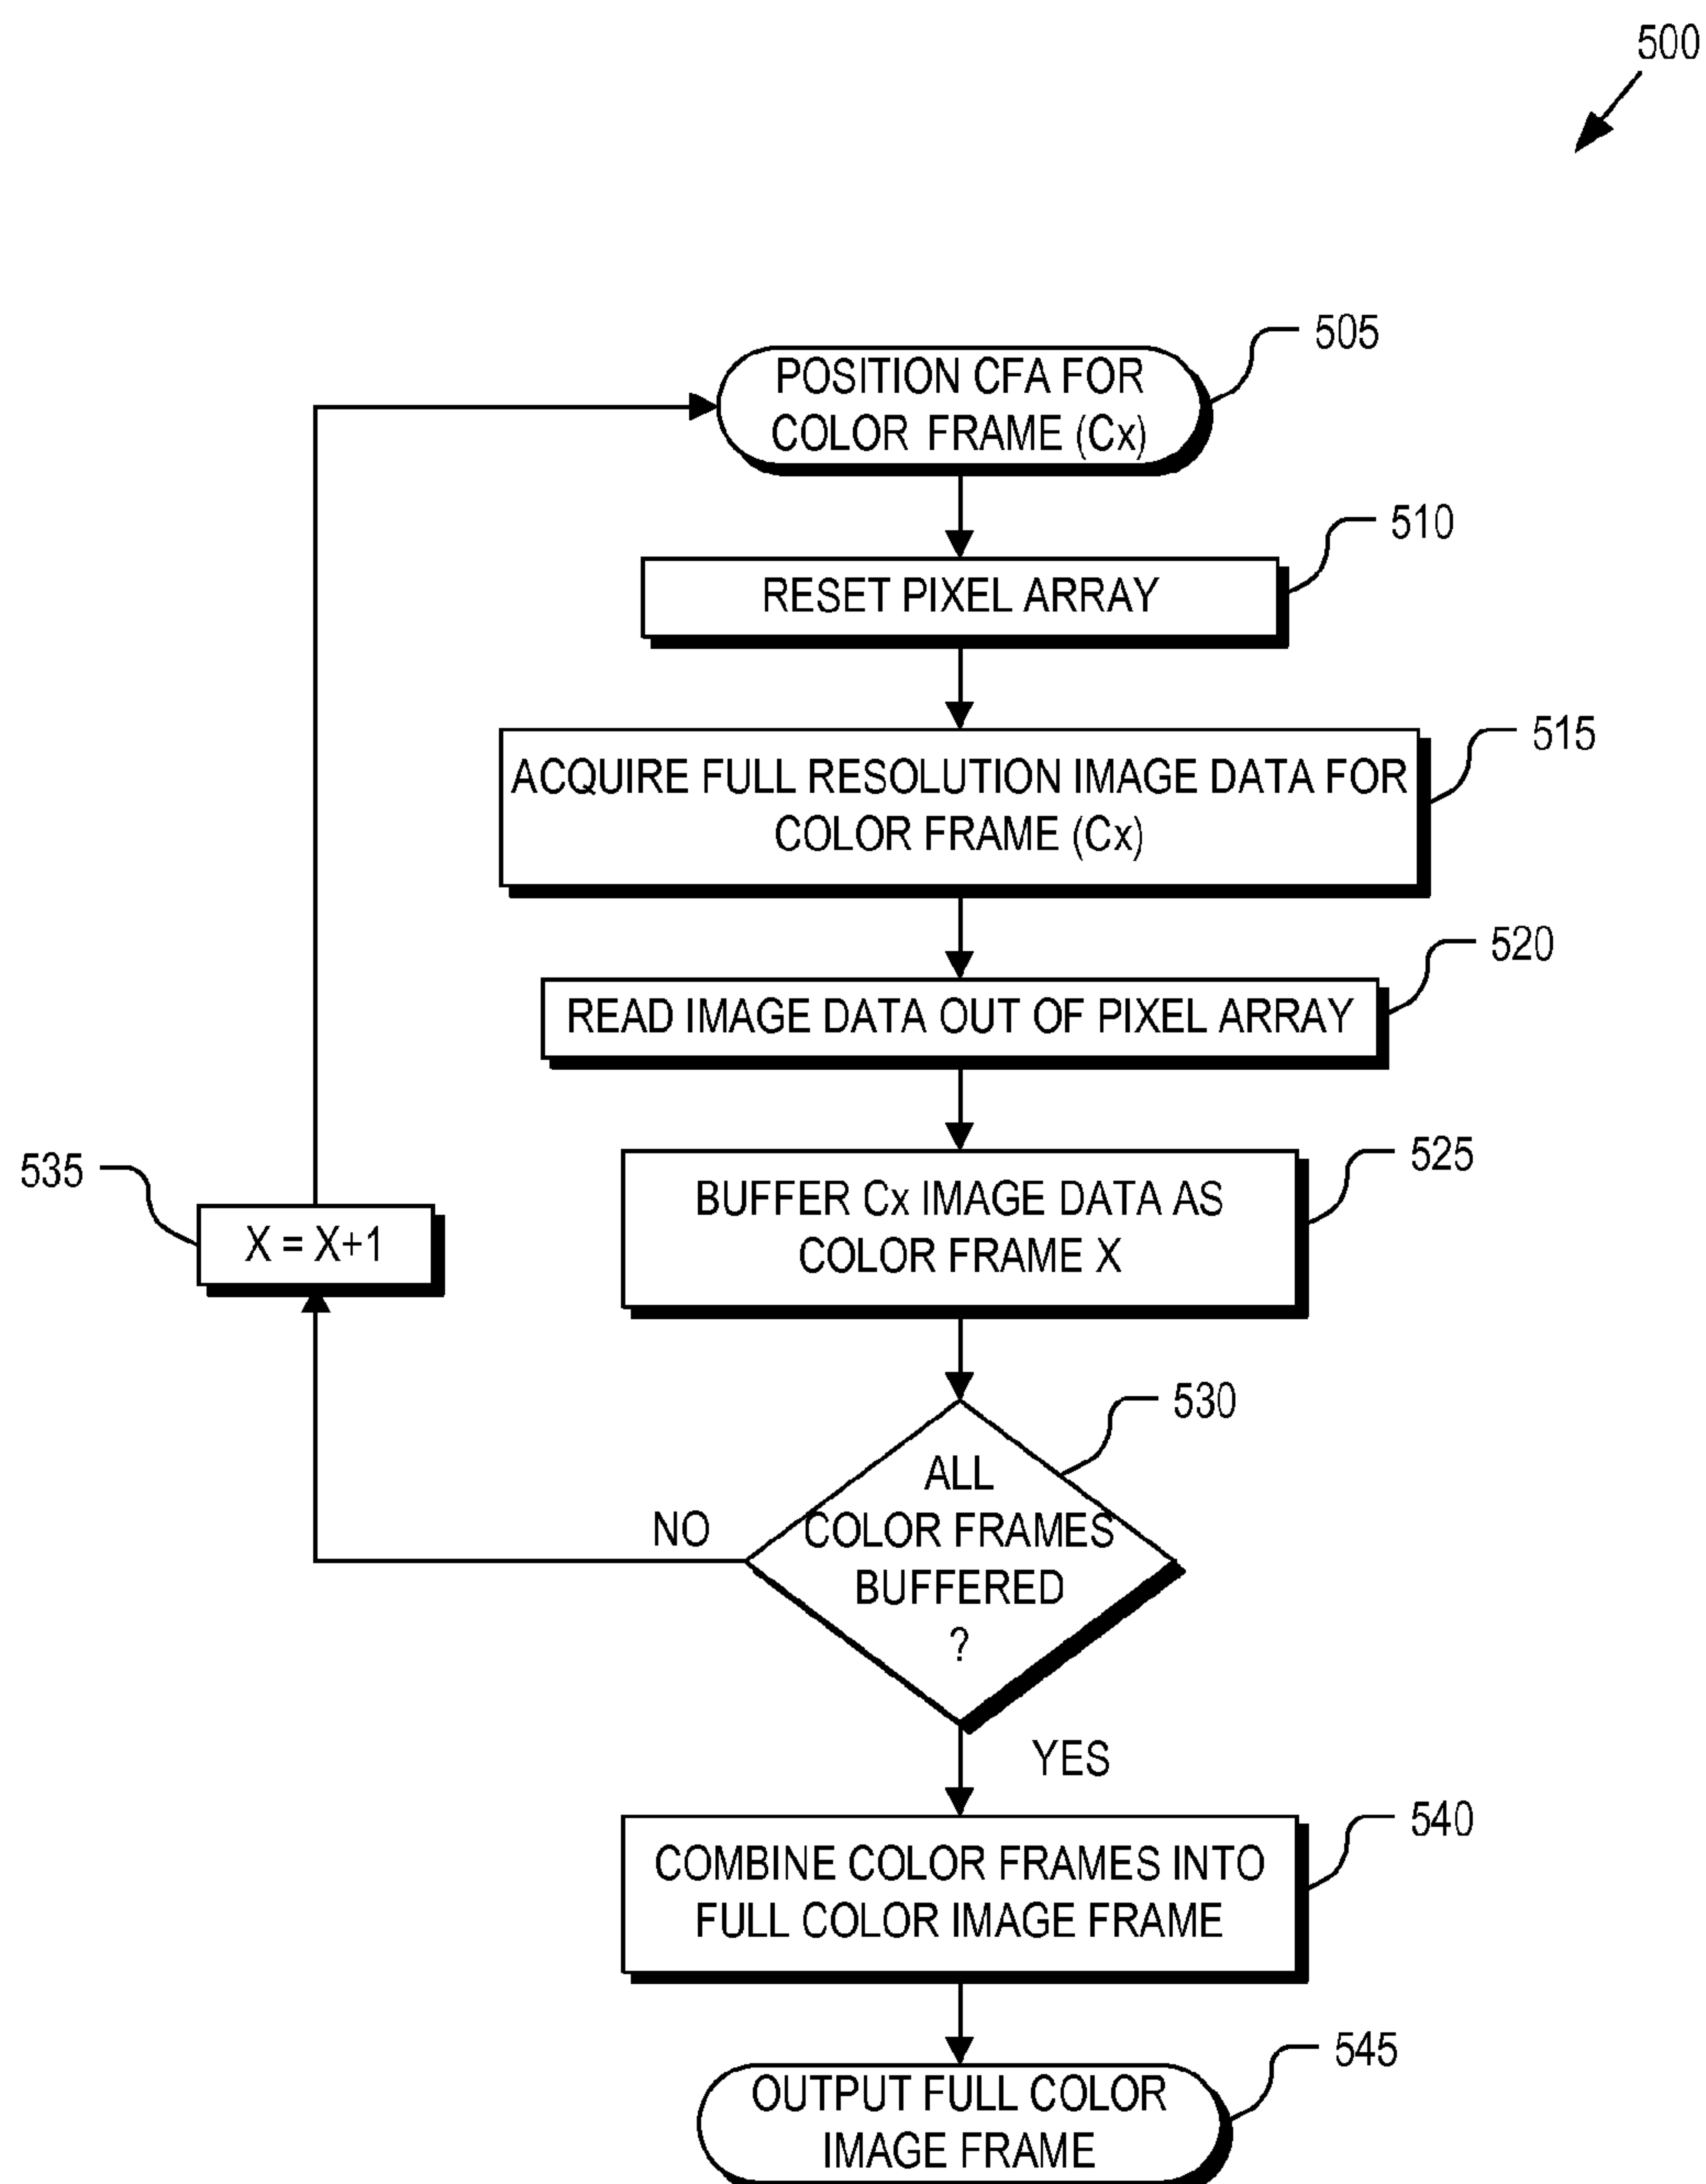 500
POSITION CFA FOR
COLOR FRAME (Cx)
505
RESET PIXEL ARRAY
510
ACQUIRE FULL RESOLUTION IMAGE DATA FOR
COLOR FRAME (Cx)
515
READ IMAGE DATA OUT OF PIXEL ARRAY
520
BUFFER Cx IMAGE DATA AS
COLOR FRAME X
525
535
X = X+1
530
ALL
COLOR FRAMES
BUFFERED
?
NO
YES
COMBINE COLOR FRAMES INTO
FULL COLOR IMAGE FRAME
540
OUTPUT FULL COLOR
IMAGE FRAME
545